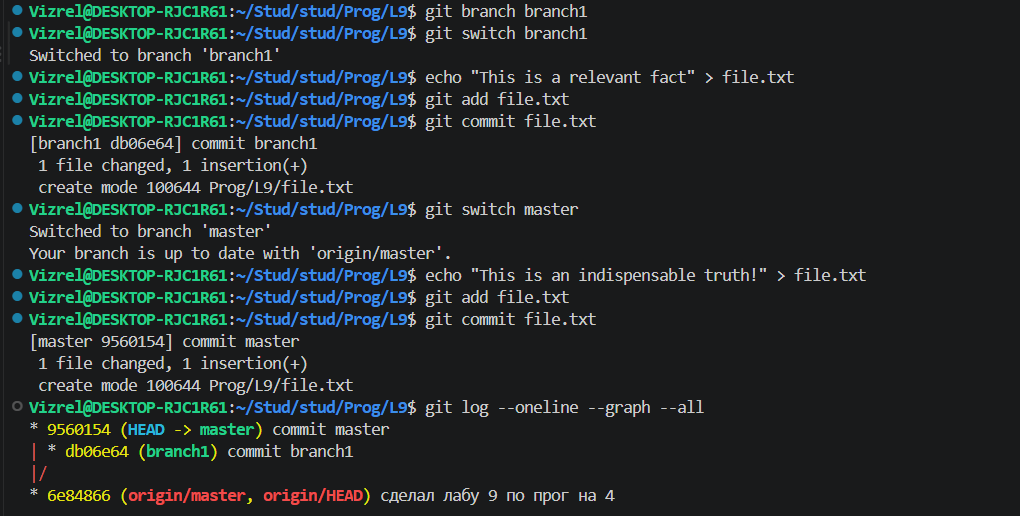 Vizrel@DESKTOP-RJC1R61:~/Stud/stud/Prog/L9$ git branch branch1
Vizrel@DESKTOP-RJC1R61:~/Stud/stud/Prog/L9$ git switch branch1
Switched to branch 'branch1'
Vizrel@DESKTOP-RJC1R61:~/Stud/stud/Prog/L9$ echo "This is a relevant fact" > file.txt
Vizrel@DESKTOP-RJC1R61:~/Stud/stud/Prog/L9$ git add file.txt
Vizrel@DESKTOP-RJC1R61:~/Stud/stud/Prog/L9$ git commit file.txt
[branch1 db06e64] commit branch1
 1 file changed, 1 insertion(+)
 create mode 100644 Prog/L9/file.txt
Vizrel@DESKTOP-RJC1R61:~/Stud/stud/Prog/L9$ git switch master
Switched to branch 'master'
Your branch is up to date with 'origin/master'.
Vizrel@DESKTOP-RJC1R61:~/Stud/stud/Prog/L9$ echo "This is an indispensable truth!" > file.txt
Vizrel@DESKTOP-RJC1R61:~/Stud/stud/Prog/L9$ git add file.txt
Vizrel@DESKTOP-RJC1R61:~/Stud/stud/Prog/L9$ git commit file.txt
[master 9560154] commit master
 1 file changed, 1 insertion(+)
 create mode 100644 Prog/L9/file.txt
Vizrel@DESKTOP-RJC1R61:~/Stud/stud/Prog/L9$ git log --oneline --graph --all
* 9560154 (HEAD -> master) commit master
| * db06e64 (branch1) commit branch1
|/
* 6e84866 (origin/master, origin/HEAD) сделал лабу 9 по прог на 4